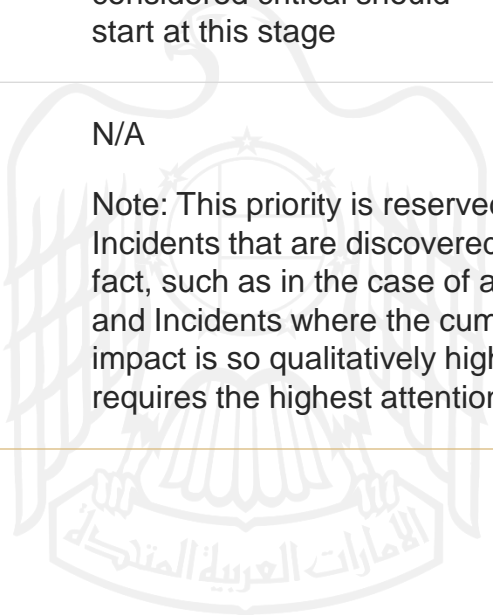 start at this stage
N/A
Note: This priority is reserved
Incidents that are discovered
fact, such as in the case of a
and Incidents where the cum
impact is so qualitatively high
requires the highest attention
الإمارات العربية المتحدة